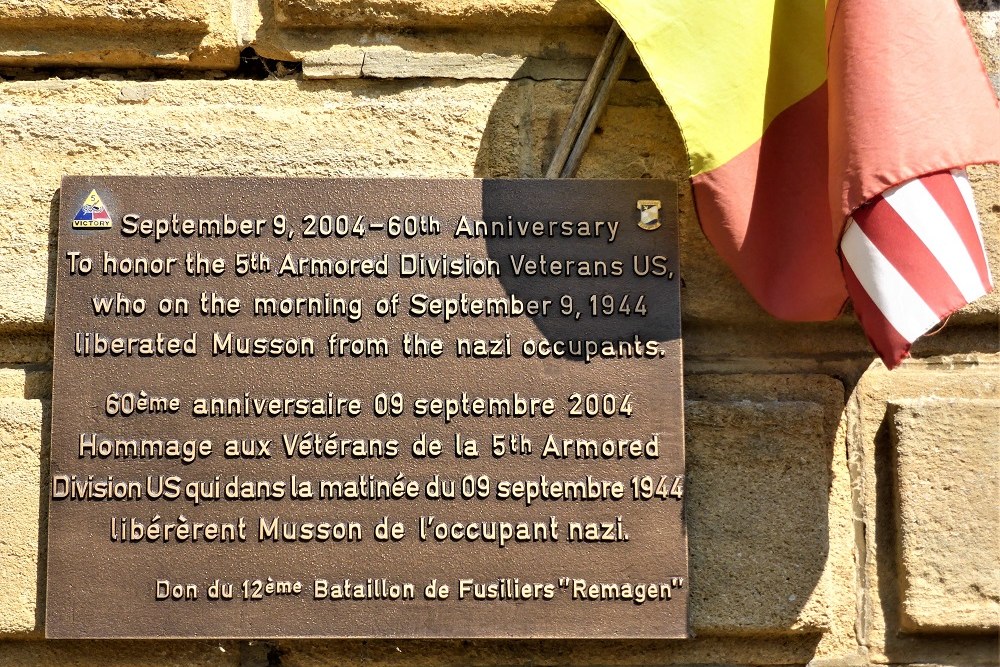 5
VICTORY
September 9, 2004–60th Anniversary
To honor the 5th Armored Division Veterans US,
who on the morning of September 9, 1944
liberated Musson from the nazi occupants.
60ème anniversaire 09 septembre 2004
Hommage aux Vétérans de la 5th Armored
Division US qui dans la matinée du 09 septembre 1944
libérèrent Musson de l'occupant nazi.
Don du 12ème Bataillon de Fusiliers "Remagen"